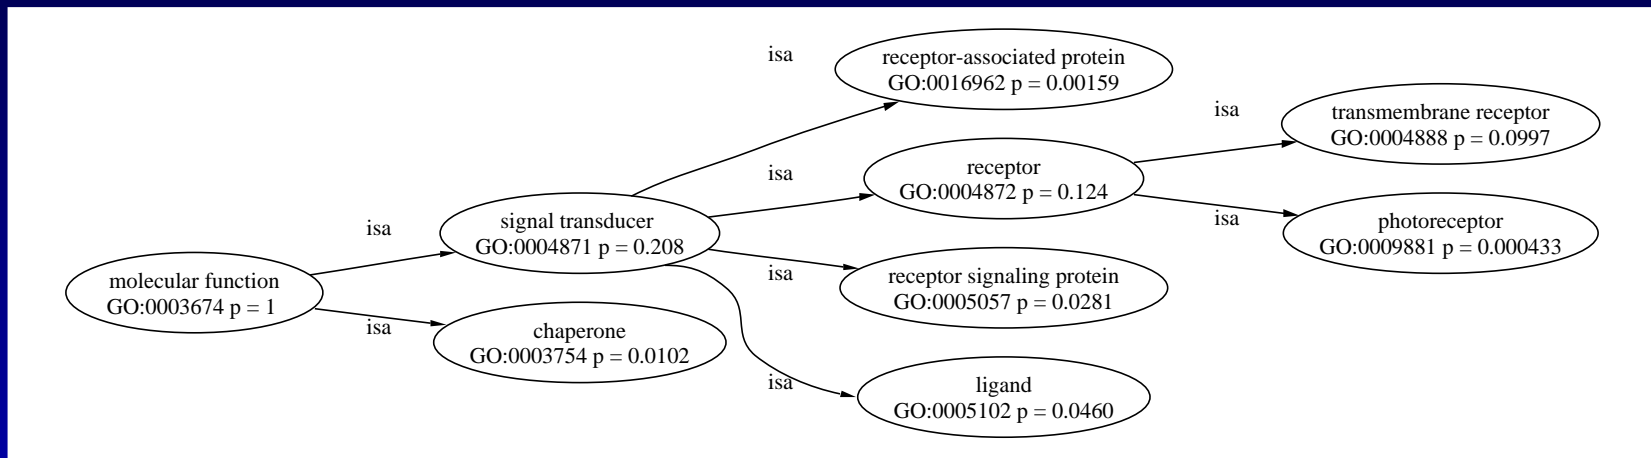 isa
receptor-associated protein
GO:0016962 p = 0.00159
isa
transmembrane receptor
GO:0004888 p = 0.0997
isa
receptor
GO:0004872 p = 0.124
isa
photoreceptor
GO:0009881 p = 0.000433
isa
signal transducer
GO:0004871 p = 0.208
isa
receptor signaling protein
GO:0005057 p = 0.0281
molecular function
GO:0003674 p = 1
isa
chaperone
GO:0003754 p = 0.0102
isa
ligand
GO:0005102 p = 0.0460